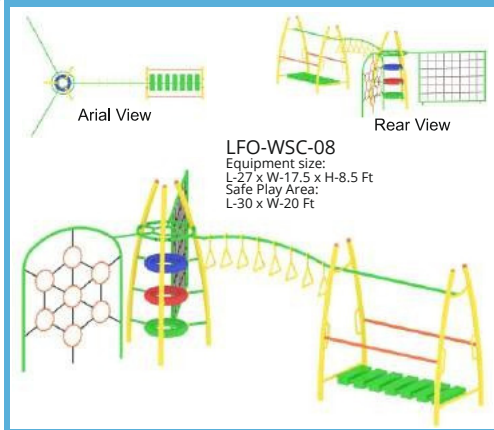 Arial View
Rear View
LFO-WSC-08
Equipment size:
L-27 x W-17.5 x H-8.5 Ft
Safe Play Area:
L-30 x W-20 Ft